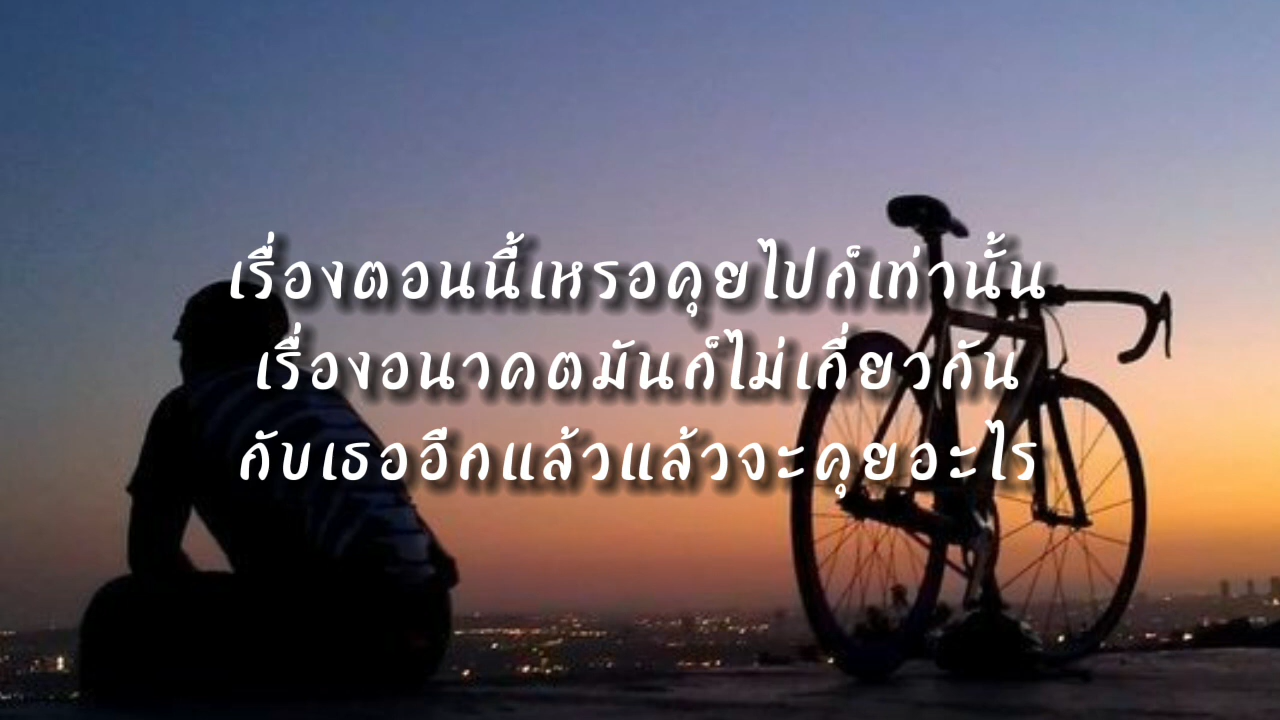 เรื่องตอนนี้เหรอคุยไปก็เท่านั้น
เรื่องอนาคตมันก็ไม่เกี่ยวกัน
กับเธออีกแล้วแล้วจะคุยอะไร